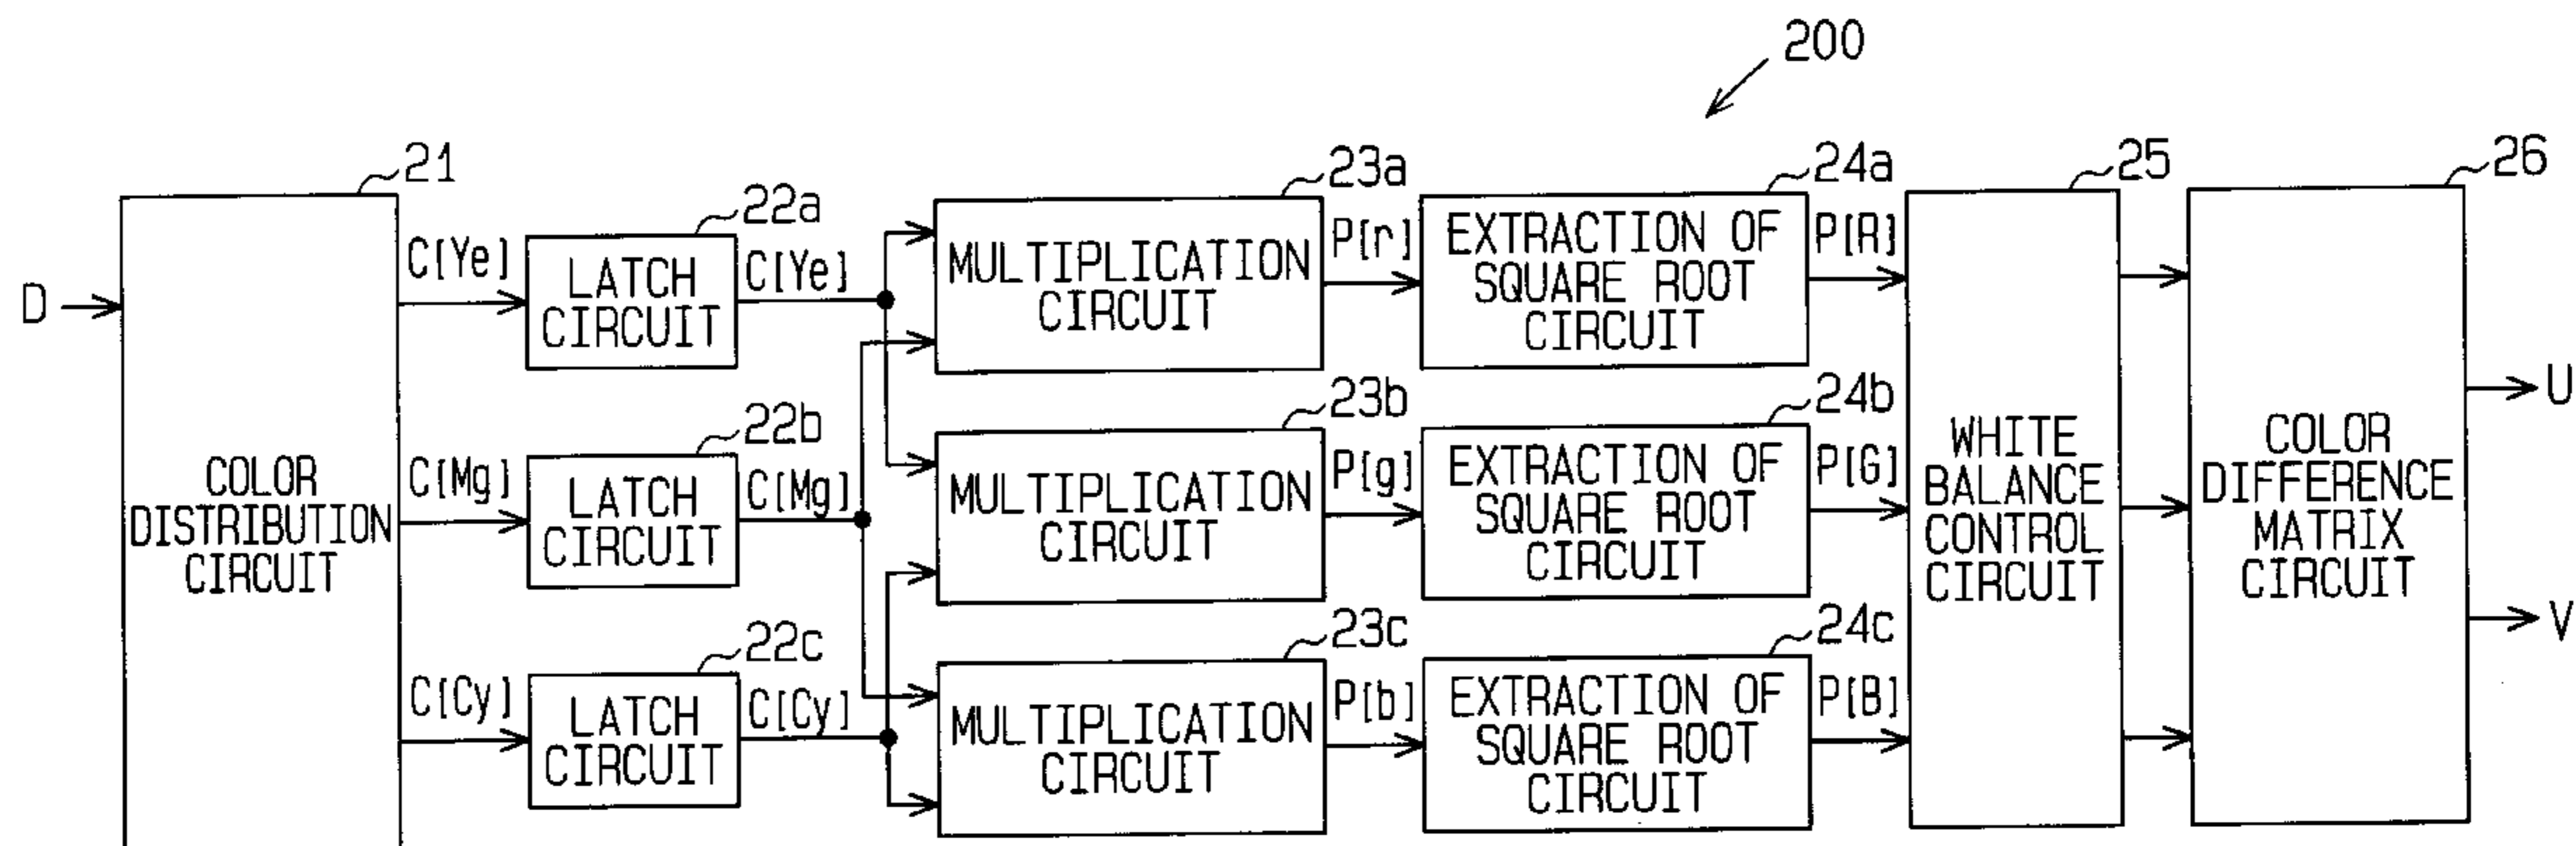 200
21
22a
23a
24a
25
26
D
C[Ye]
LATCH
CIRCUIT
C[Ye]
MULTIPLICATION
CIRCUIT
P[r]
EXTRACTION OF
SQUARE ROOT
CIRCUIT
P[R]
COLOR
DISTRIBUTION
CIRCUIT
22b
C[Mg]
LATCH
CIRCUIT
C[Mg]
23b
MULTIPLICATION
CIRCUIT
P[g]
24b
EXTRACTION OF
SQUARE ROOT
CIRCUIT
P[G]
WHITE
BALANCE
CONTROL
CIRCUIT
COLOR
DIFFERENCE
MATRIX
CIRCUIT
U
V
22c
C[Cy]
LATCH
CIRCUIT
C[Cy]
23c
MULTIPLICATION
CIRCUIT
P[b]
24c
EXTRACTION OF
SQUARE ROOT
CIRCUIT
P[B]